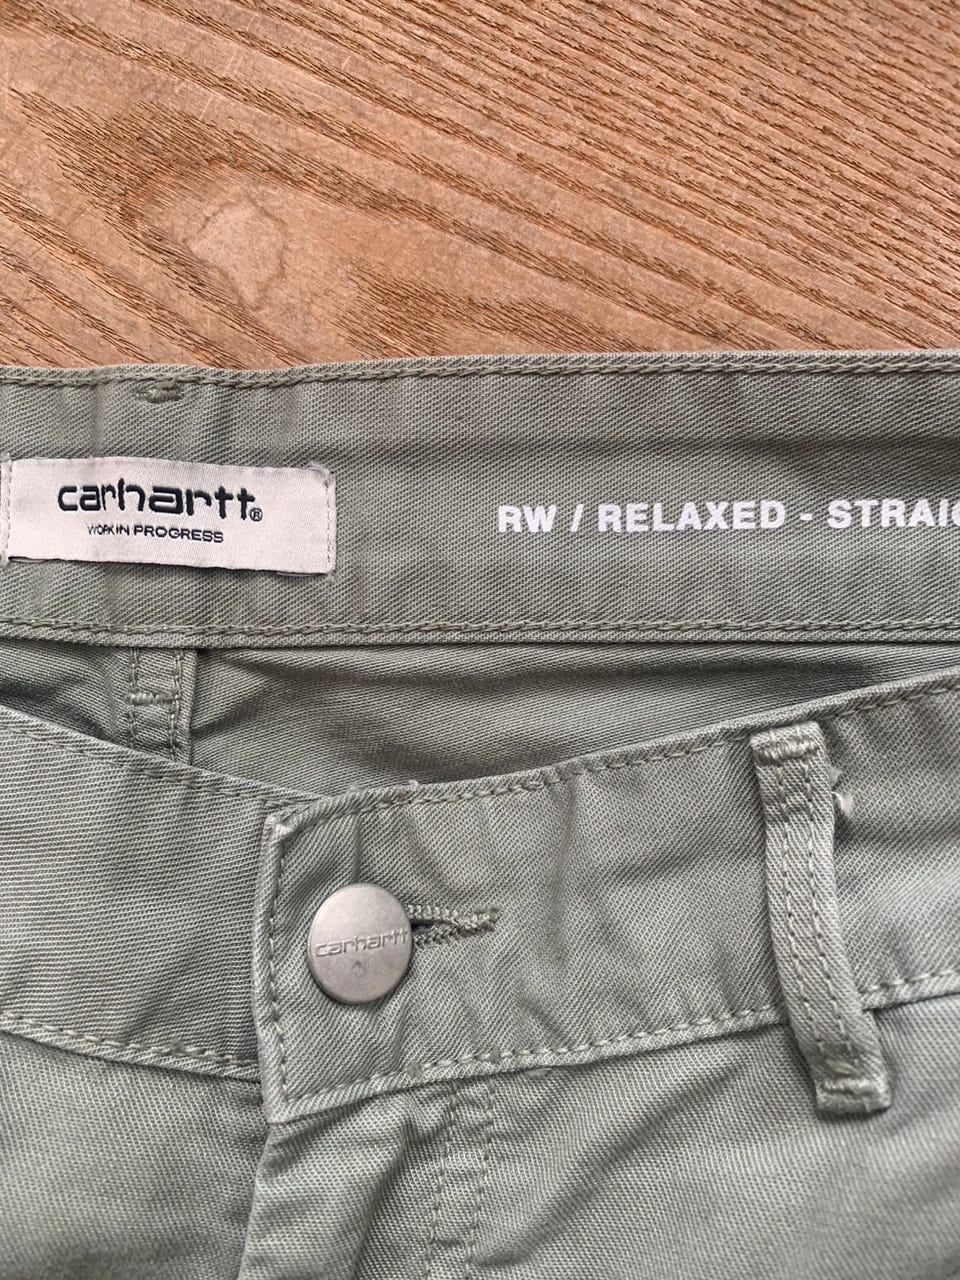 carhartt®
WORK IN PROGRESS
RW / RELAXED - STRAIG
carhartt